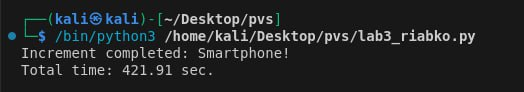 ┌──(kali㉿kali)-[~/Desktop/pvs]
└─$ /bin/python3 /home/kali/Desktop/pvs/lab3_riabko.py
Increment completed: Smartphone!
Total time: 421.91 sec.